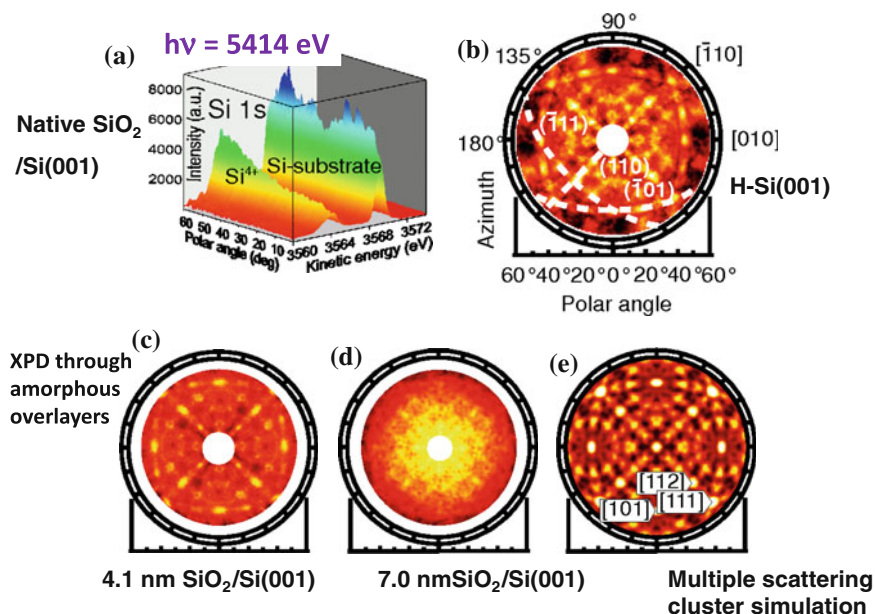 (a) hν = 5414 eV
Native SiO2
/Si(001)
Intensity (a.u.)
8000
6000
4000
2000
Si 1s
Si4+
Si-substrate
60 50 40 30 20 10
Polar angle (deg)
3560 3564 3568 3572
Kinetic energy (eV)
(b)
90°
135°
[1̄10]
180°
[010]
(1̄11)
(110)
(1̄01)
H-Si(001)
Azimuth
60° 40° 20° 0° 20° 40° 60°
Polar angle
XPD through
amorphous
overlayers
(c)
4.1 nm SiO2/Si(001)
(d)
7.0 nmSiO2/Si(001)
(e)
[112]
[111]
[101]
Multiple scattering
cluster simulation